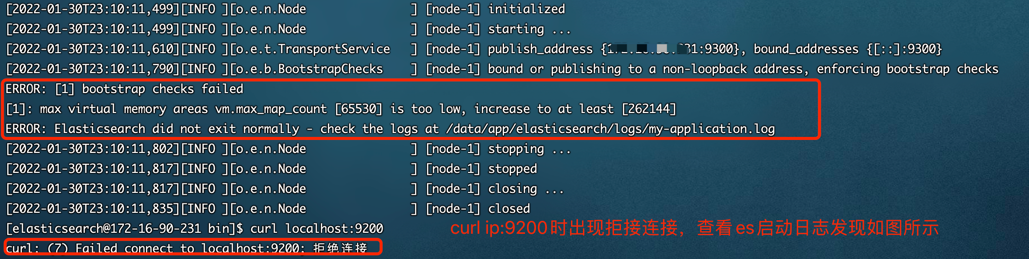 [2022-01-30T23:10:11,499][INFO ][o.e.n.Node               ] [node-1] initialized
[2022-01-30T23:10:11,499][INFO ][o.e.n.Node               ] [node-1] starting ...
[2022-01-30T23:10:11,610][INFO ][o.e.t.TransportService   ] [node-1] publish_address {1 31:9300}, bound_addresses {[::]:9300}
[2022-01-30T23:10:11,790][INFO ][o.e.b.BootstrapChecks    ] [node-1] bound or publishing to a non-loopback address, enforcing bootstrap checks
ERROR: [1] bootstrap checks failed
[1]: max virtual memory areas vm.max_map_count [65530] is too low, increase to at least [262144]
ERROR: Elasticsearch did not exit normally - check the logs at /data/app/elasticsearch/logs/my-application.log
[2022-01-30T23:10:11,802][INFO ][o.e.n.Node               ] [node-1] stopping ...
[2022-01-30T23:10:11,817][INFO ][o.e.n.Node               ] [node-1] stopped
[2022-01-30T23:10:11,817][INFO ][o.e.n.Node               ] [node-1] closing ...
[2022-01-30T23:10:11,835][INFO ][o.e.n.Node               ] [node-1] closed
[elasticsearch@172-16-90-231 bin]$ curl localhost:9200
curl ip:9200时出现拒接连接，查看es启动日志发现如图所示
curl: (7) Failed connect to localhost:9200; 拒绝连接